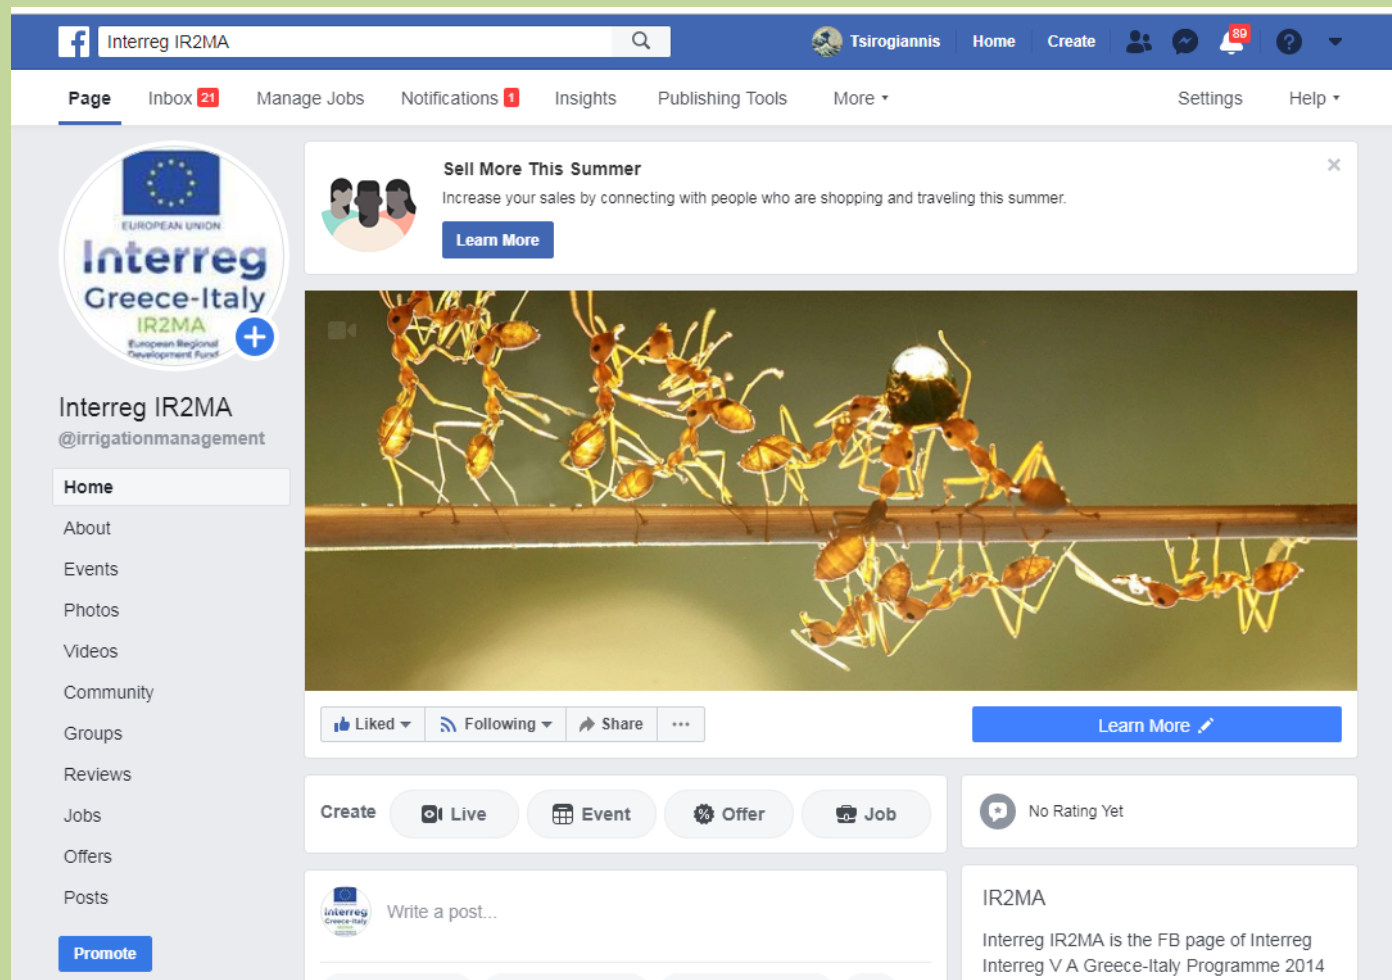 Interreg IR2MA
Tsirogiannis Home Create 89
Page Inbox 21 Manage Jobs Notifications 1 Insights Publishing Tools More Settings Help
EUROPEAN UNION
Interreg
Greece-Italy
IR2MA
European Regional
Development Fund
Sell More This Summer
Increase your sales by connecting with people who are shopping and traveling this summer.
Learn More
Interreg IR2MA
@irrigationmanagement
Home
About
Events
Photos
Videos
Community
Groups
Reviews
Jobs
Offers
Posts
Promote
Liked Following Share
Learn More
Create Live Event Offer Job
No Rating Yet
Interreg
Greece-Italy
Write a post...
IR2MA
Interreg IR2MA is the FB page of Interreg
Interreg V A Greece-Italy Programme 2014